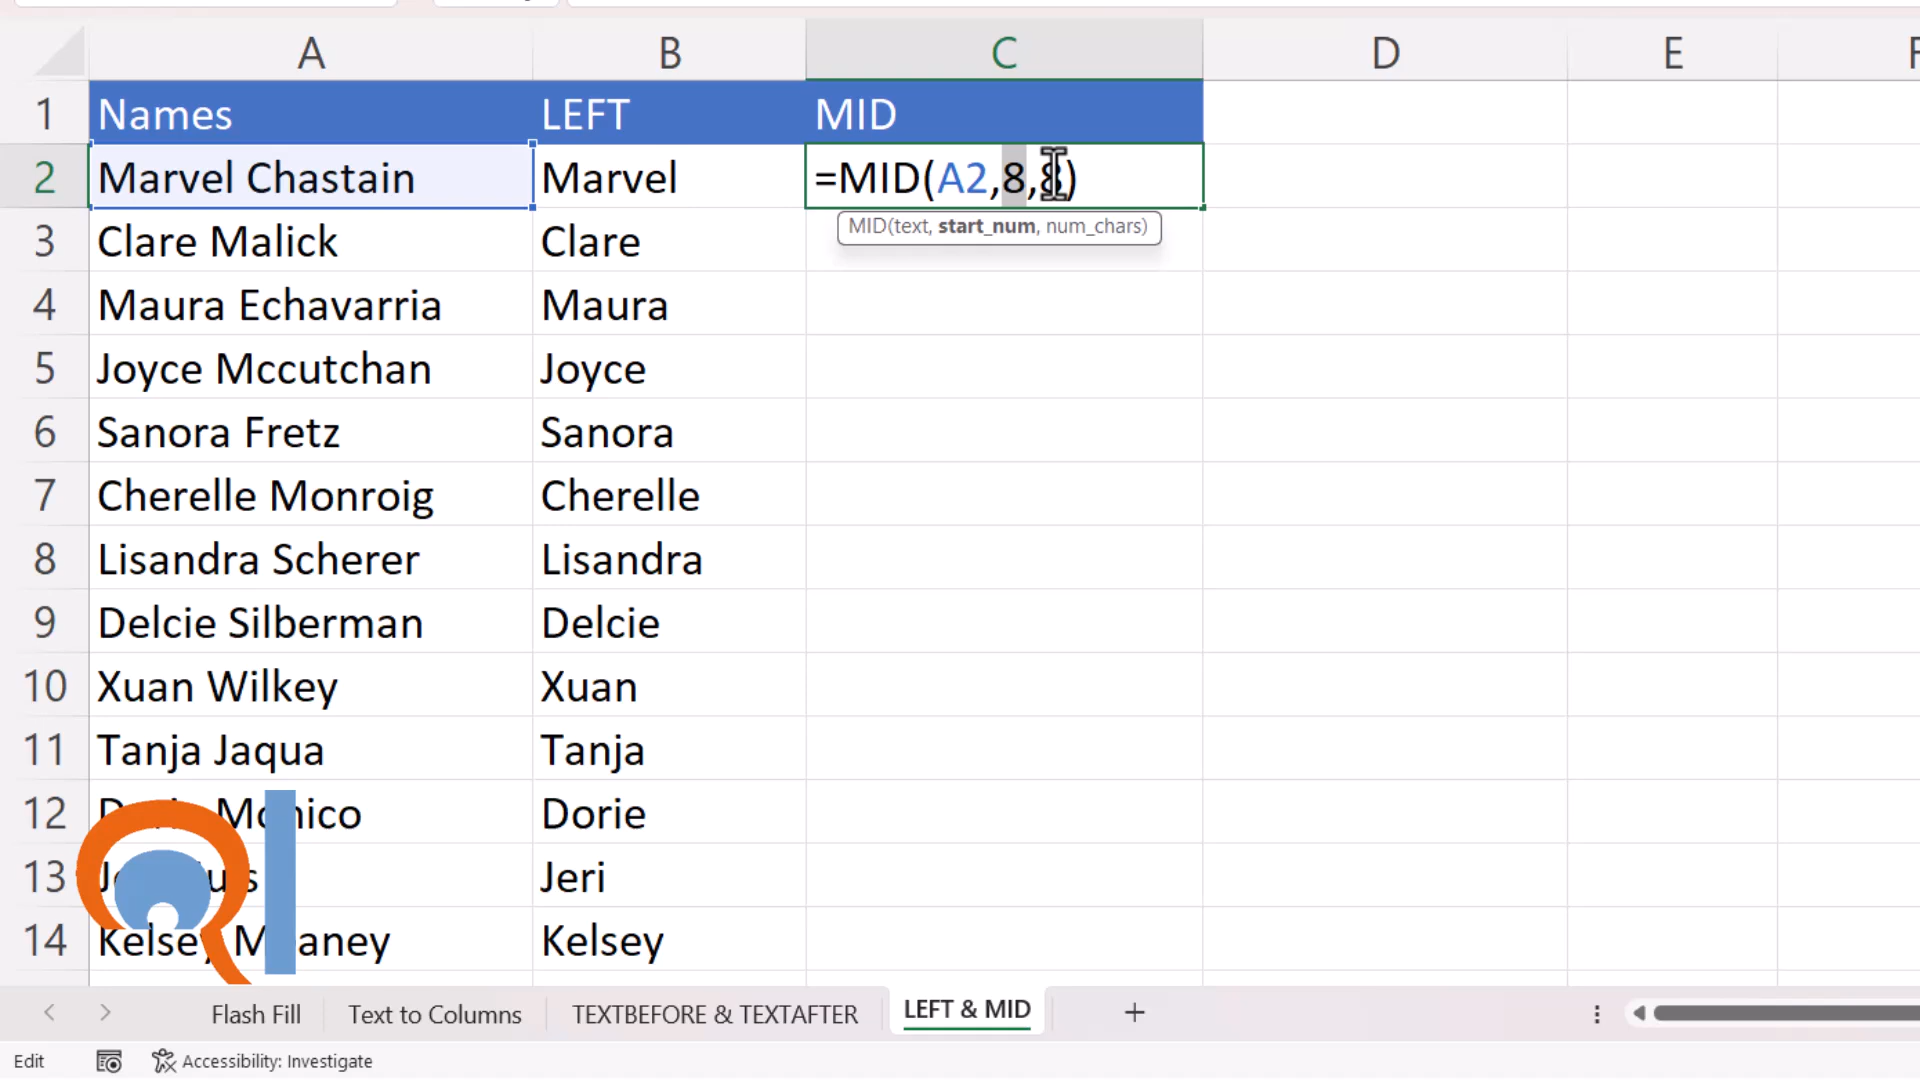 A B C D E F
1 Names LEFT MID
2 Marvel Chastain Marvel =MID(A2,8,8)
MID(text, start_num, num_chars)
3 Clare Malick Clare
4 Maura Echavarria Maura
5 Joyce Mccutchan Joyce
6 Sanora Fretz Sanora
7 Cherelle Monroig Cherelle
8 Lisandra Scherer Lisandra
9 Delcie Silberman Delcie
10 Xuan Wilkey Xuan
11 Tanja Jaqua Tanja
12 Dorie
13 Jeri
14 Kelsey Kelsey
Flash Fill Text to Columns TEXTBEFORE & TEXTAFTER LEFT & MID +
Edit Accessibility: Investigate